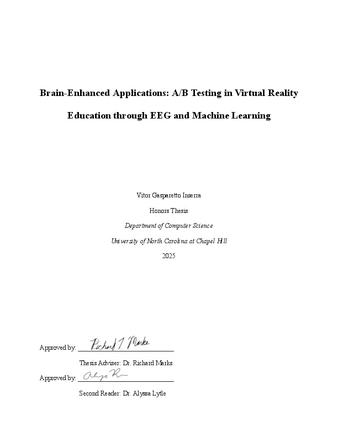 Brain-Enhanced Applications: A/B Testing in Virtual Reality
Education through EEG and Machine Learning
Vitor Gasparetto Inserra
Honors Thesis
Department of Computer Science
University of North Carolina at Chapel Hill
2025
Approved by:
Thesis Advisor: Dr. Richard Marks
Approved by:
Second Reader: Dr. Alyssa Lytle